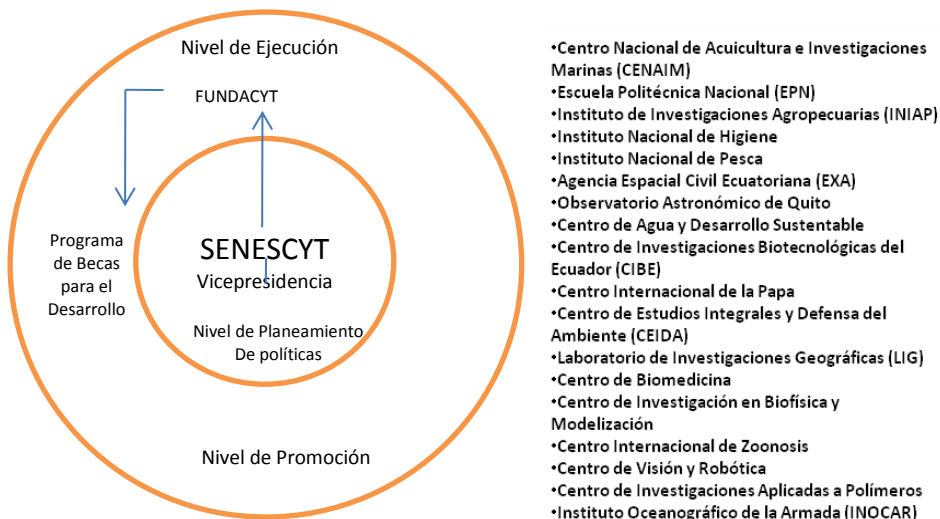 Nivel de Ejecución
FUNDACYT
Programa
de Becas
para el
Desarrollo
SENESCYT
Vicepresidencia
Nivel de Planeamiento
De políticas
Nivel de Promoción
•Centro Nacional de Acuicultura e Investigaciones
Marinas (CENAIM)
•Escuela Politécnica Nacional (EPN)
•Instituto de Investigaciones Agropecuarias (INIAP)
•Instituto Nacional de Higiene
•Instituto Nacional de Pesca
•Agencia Espacial Civil Ecuatoriana (EXA)
•Observatorio Astronómico de Quito
•Centro de Agua y Desarrollo Sustentable
•Centro de Investigaciones Biotecnológicas del
Ecuador (CIBE)
•Centro Internacional de la Papa
•Centro de Estudios Integrales y Defensa del
Ambiente (CEIDA)
•Laboratorio de Investigaciones Geográficas (LIG)
•Centro de Biomedicina
•Centro de Investigación en Biofísica y
Modelización
•Centro Internacional de Zoonosis
•Centro de Visión y Robótica
•Centro de Investigaciones Aplicadas a Polímeros
•Instituto Oceanográfico de la Armada (INOCAR)